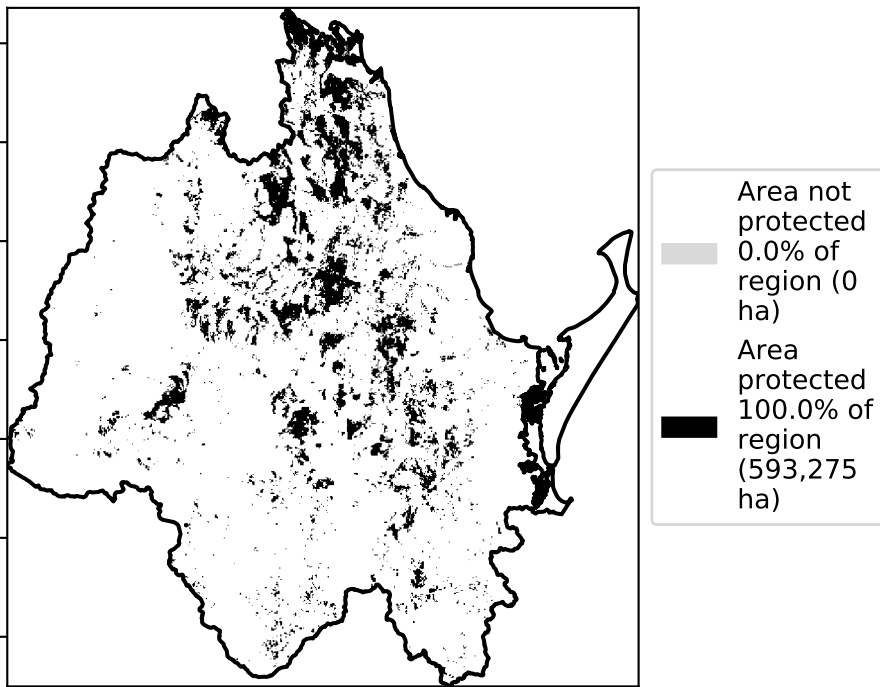 Area not
protected
0.0% of
region (0
ha)
Area
protected
100.0% of
region
(593,275
ha)